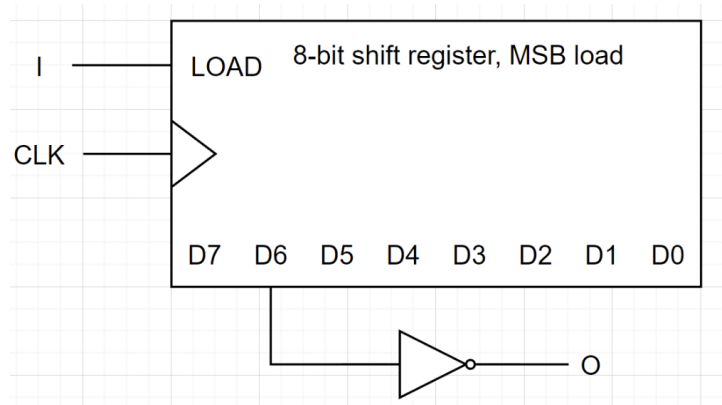 I
LOAD
8-bit shift register, MSB load
CLK
D7 D6 D5 D4 D3 D2 D1 D0
O